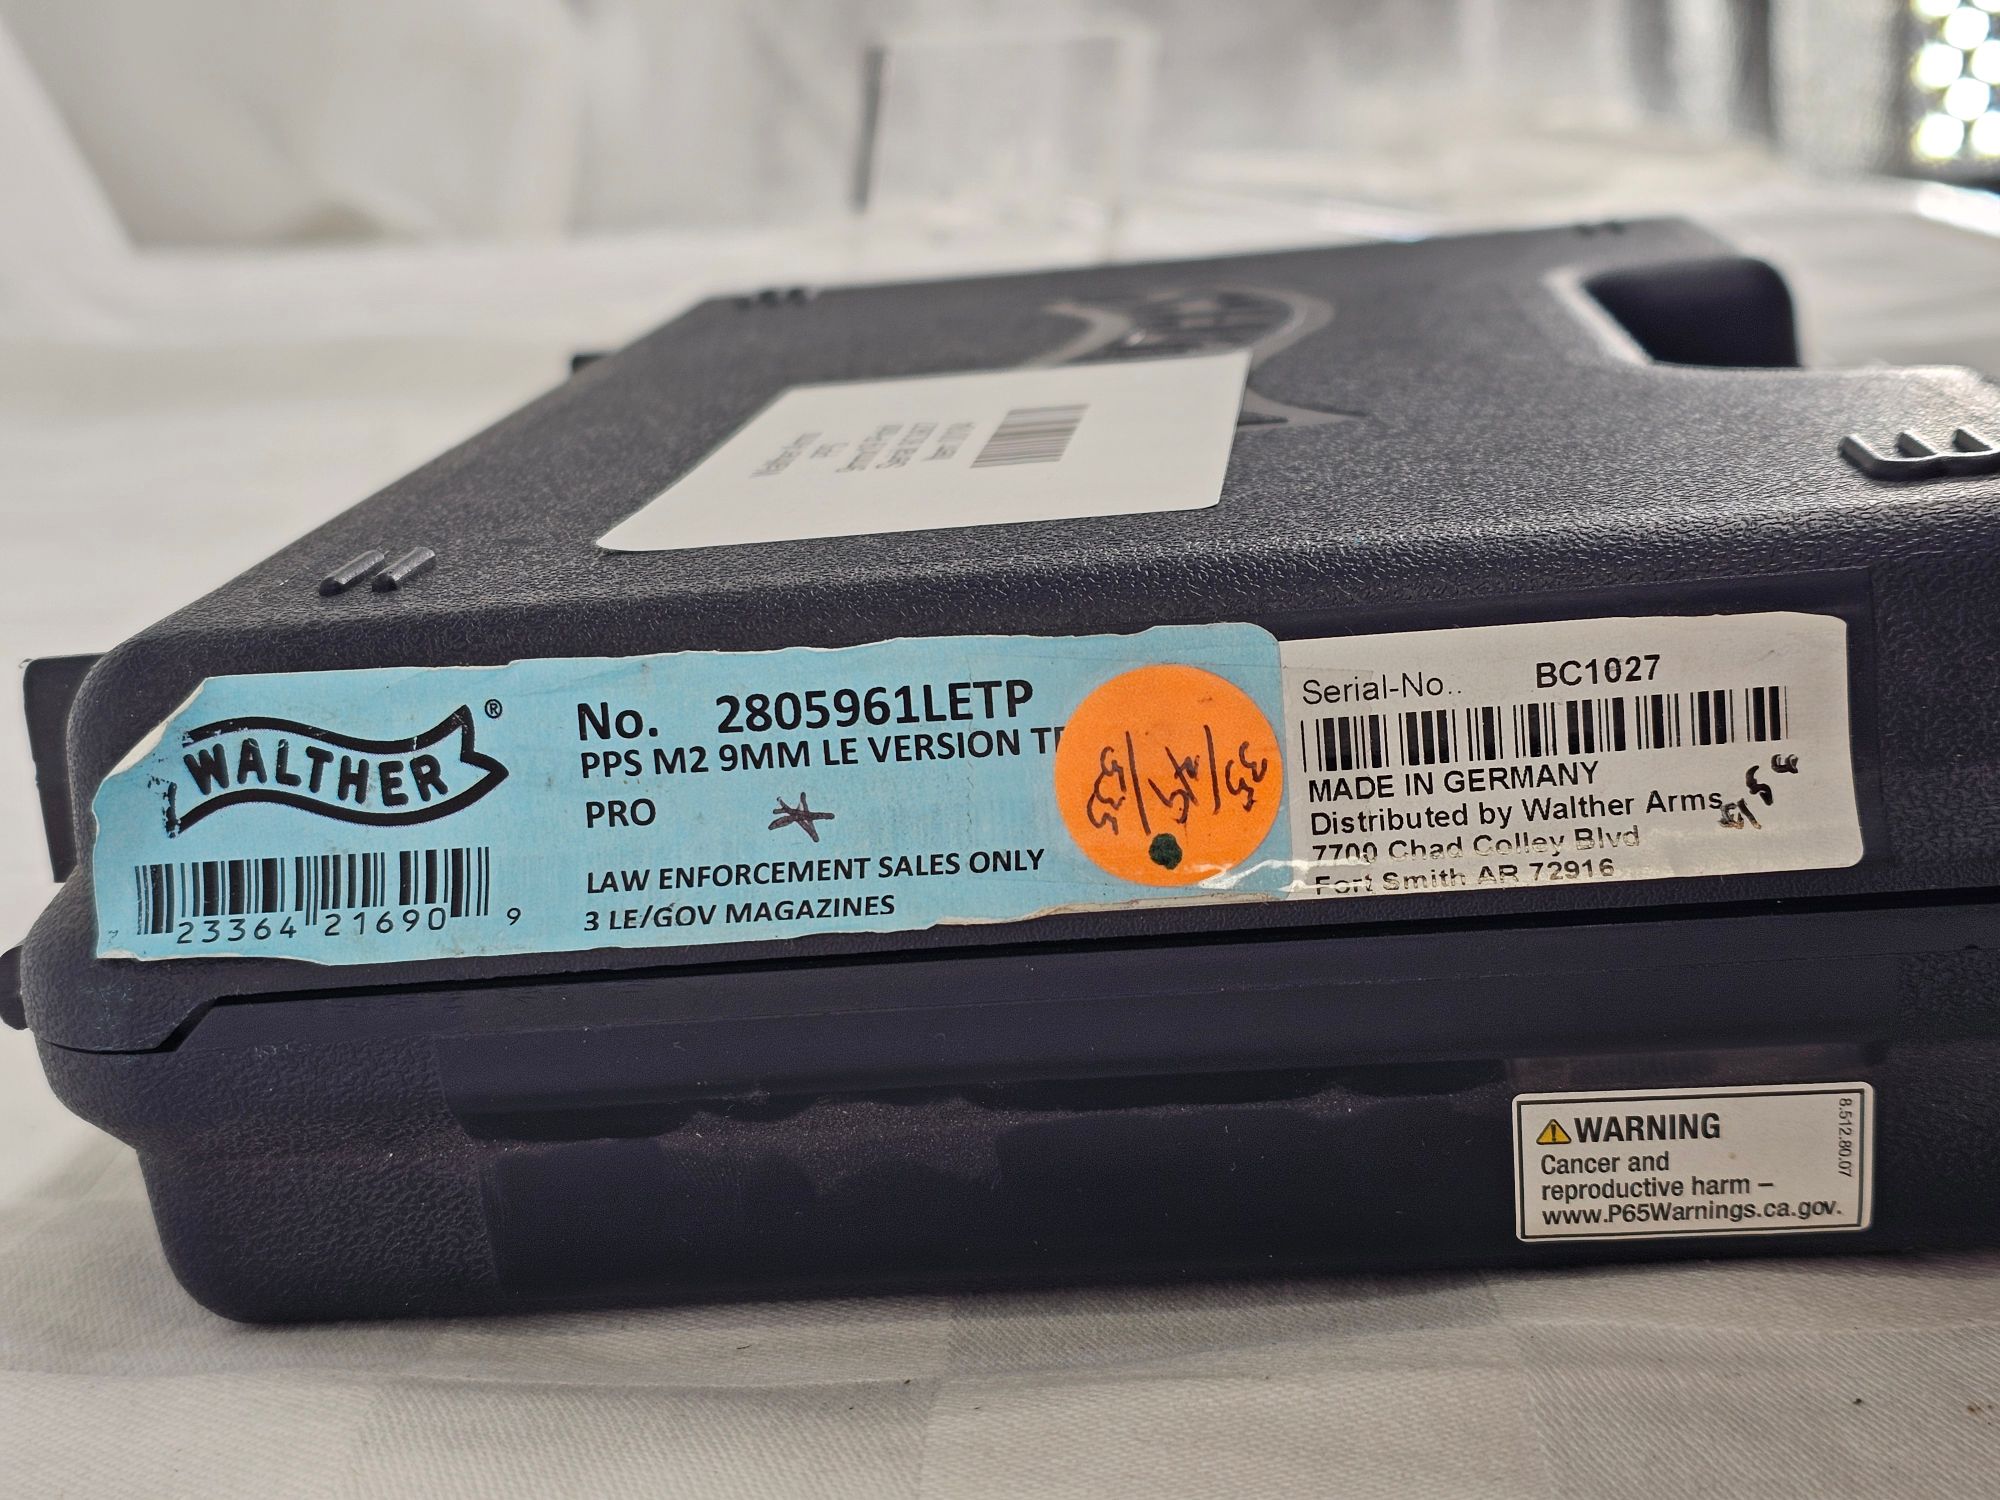 WALTHER®
No. 2805961LETP
PPS M2 9MM LE VERSION
PRO
LAW ENFORCEMENT SALES ONLY
3 LE/GOV MAGAZINES
7 23364 21690 9
Serial-No.. BC1027
MADE IN GERMANY
Distributed by Walther Arms
7700 Chad Colley Blvd
Fort Smith AR 72916
WARNING
Cancer and
reproductive harm –
www.P65Warnings.ca.gov.
8.512.80.07